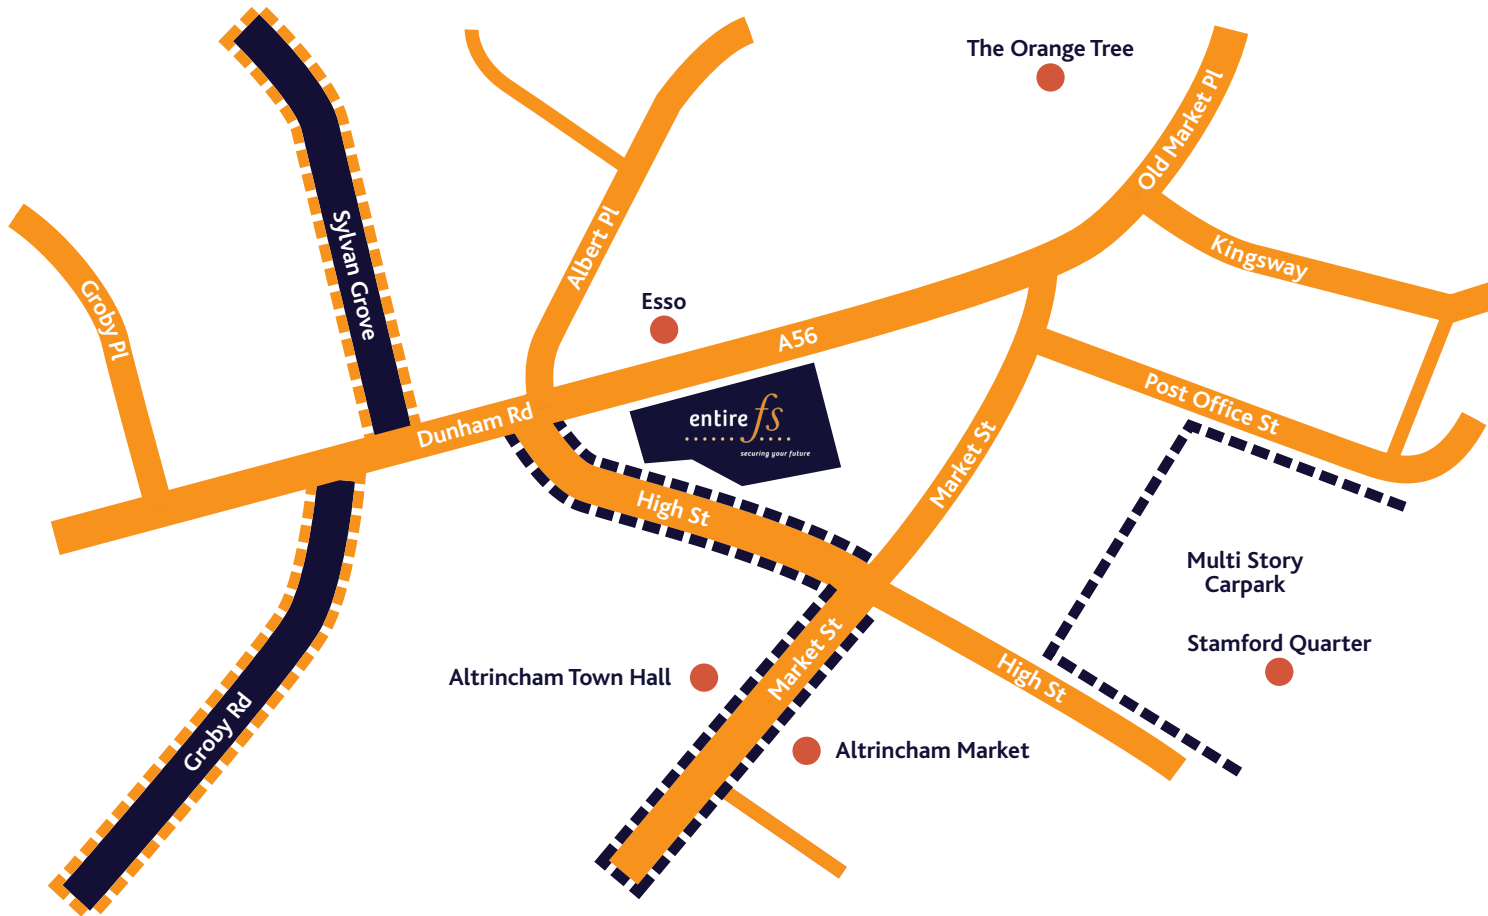 The Orange Tree
Old Market Pl
Sylvan Grove
Albert Pl
Kingsway
Groby Pl
Esso
A56
Post Office St
Dunham Rd
entire fs
securing your future
Market St
High St
Multi Story
Carpark
Stamford Quarter
Altrincham Town Hall
Market St
High St
Groby Rd
Altrincham Market